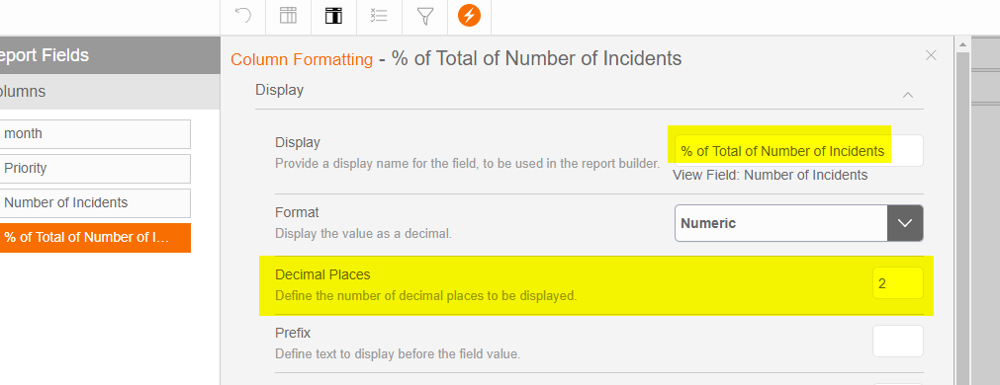 eport Fields
olumns
month
Priority
Number of Incidents
% of Total of Number of I...
Column Formatting - % of Total of Number of Incidents
Display
Display
Provide a display name for the field, to be used in the report builder.
% of Total of Number of Incidents
View Field: Number of Incidents
Format
Display the value as a decimal.
Numeric
Decimal Places
Define the number of decimal places to be displayed.
2
Prefix
Define text to display before the field value.